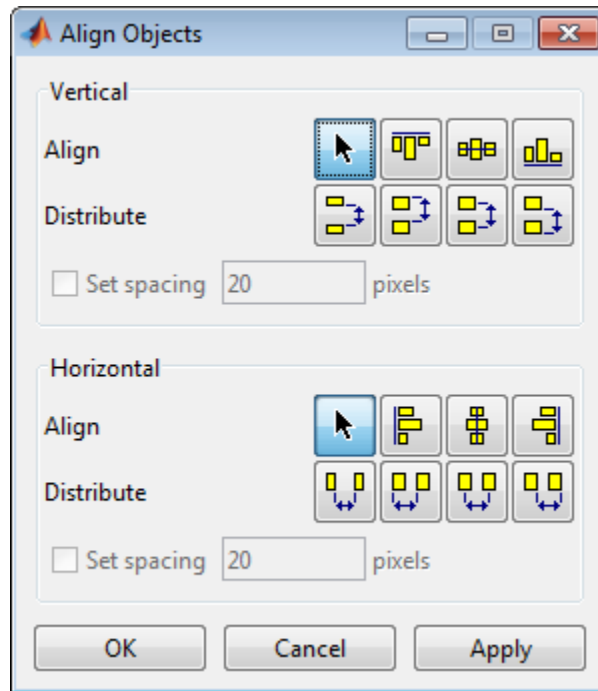 Align Objects
Vertical
Align
Distribute
Set spacing 20 pixels
Horizontal
Align
Distribute
Set spacing 20 pixels
OK Cancel Apply